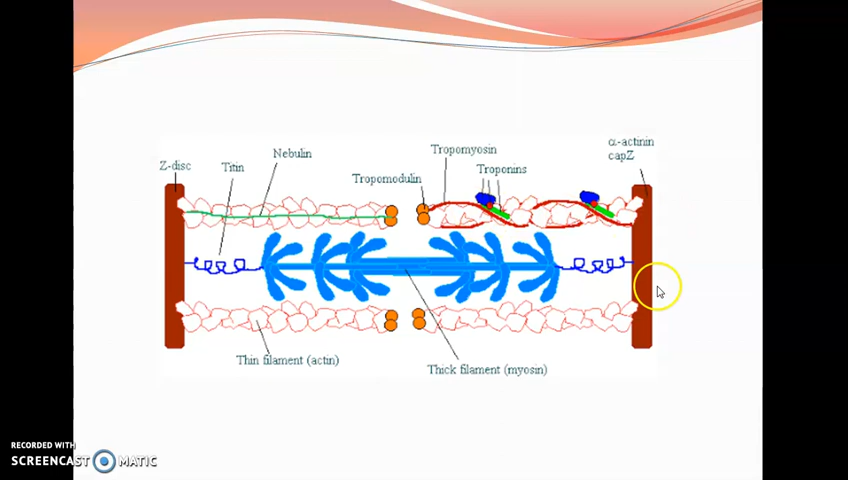 α-actinin
capZ
Tropomyosin
Nebulin
Z-disc
Titin
Troponins
Tropomodulin
Thin filament (actin)
Thick filament (myosin)
RECORDED WITH
SCREENCAST MATIC